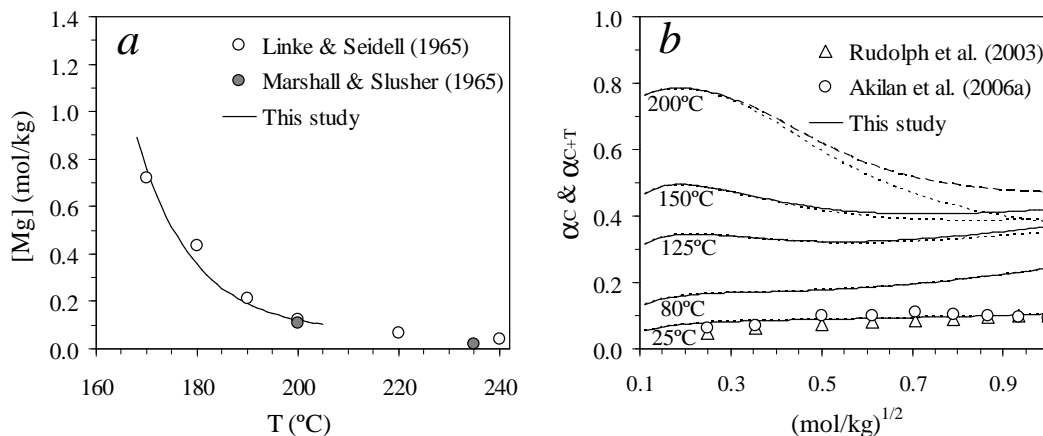 a
Linke & Seidell (1965)
Marshall & Slusher (1965)
This study
[Mg] (mol/kg)
1.4
1.2
1.0
0.8
0.6
0.4
0.2
0.0
160 180 200 220 240
T (ºC)
b
Rudolph et al. (2003)
Akilan et al. (2006a)
This study
αC & αC+T
1.0
0.8
0.6
0.4
0.2
0.0
200ºC
150ºC
125ºC
80ºC
25ºC
0.1 0.3 0.5 0.7 0.9
(mol/kg)1/2